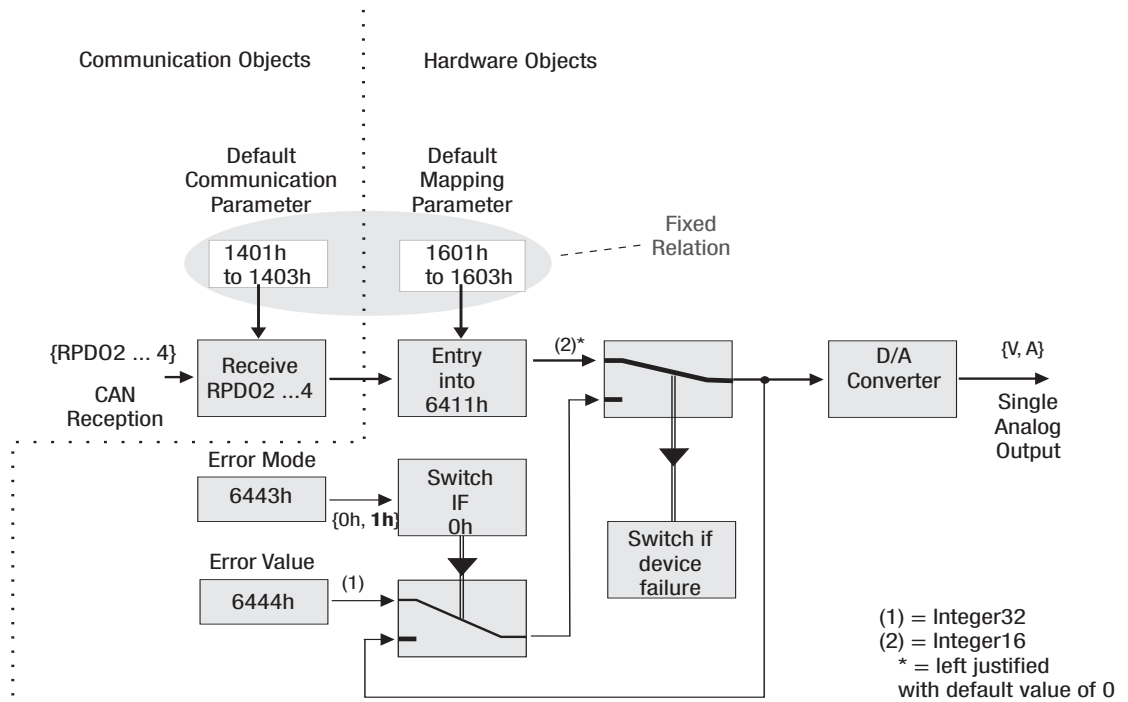 Communication Objects
Hardware Objects
Default
Communication
Parameter
Default
Mapping
Parameter
Fixed
Relation
1401h
to 1403h
1601h
to 1603h
{RPDO2 ... 4}
CAN
Reception
Receive
RPDO2 ...4
Entry
into
6411h
(2)*
D/A
Converter
{V, A}
Single
Analog
Output
Error Mode
6443h
{0h, 1h}
Switch
IF
0h
Switch if
device
failure
Error Value
6444h
(1)
(1) = Integer32
(2) = Integer16
* = left justified
with default value of 0